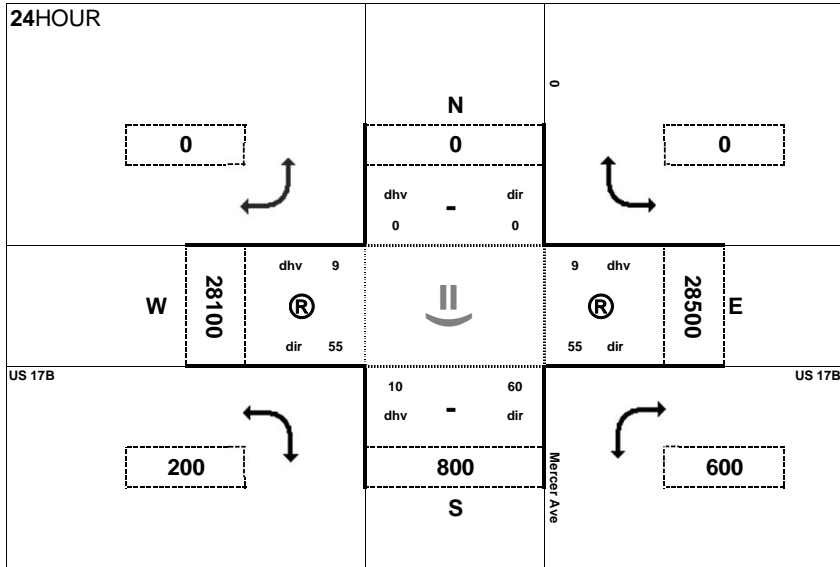 24HOUR
0
N
0 0 0
dhv - dir
0 0
dhv 9 9 dhv
W 28100 ® = ) ® 28500 E
dir 55 55 dir
US 17B 10 60 US 17B
dhv - dir
200 800 600
Mercer Ave
S